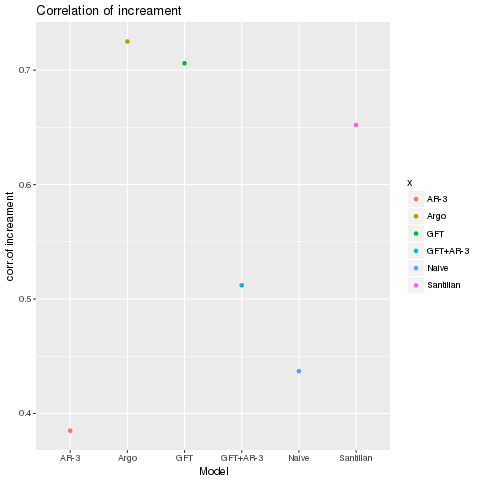 Correlation of increament
corr.of increament
0.7
0.6
0.5
0.4
AR-3 Argo GFT GFT+AR-3 Naive Santillan
Model
x
AR-3
Argo
GFT
GFT+AR-3
Naive
Santillan